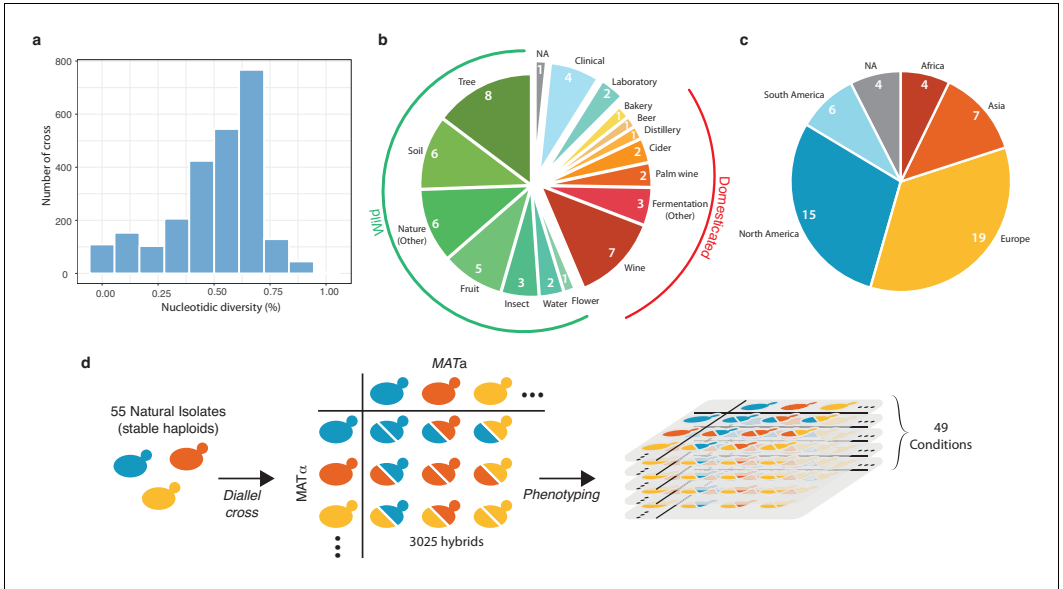 a
800
600
400
200
0
Number of cross
0.00
0.25
0.50
0.75
1.00
Nucleotidic diversity (%)
b
NA
1
Clinical
4
Laboratory
2
Bakery
1
Beer
1
Distillery
1
Cider
2
Palm wine
2
Fermentation
(Other)
3
Wine
7
Flower
1
Water
2
Insect
3
Fruit
5
Nature
(Other)
6
Soil
6
Tree
8
Wild
Domesticated
c
NA
4
Africa
4
Asia
7
Europe
19
North America
15
South America
6
d
55 Natural Isolates
(stable haploids)
Diallel
cross
MATa
MATα
3025 hybrids
Phenotyping
49
Conditions